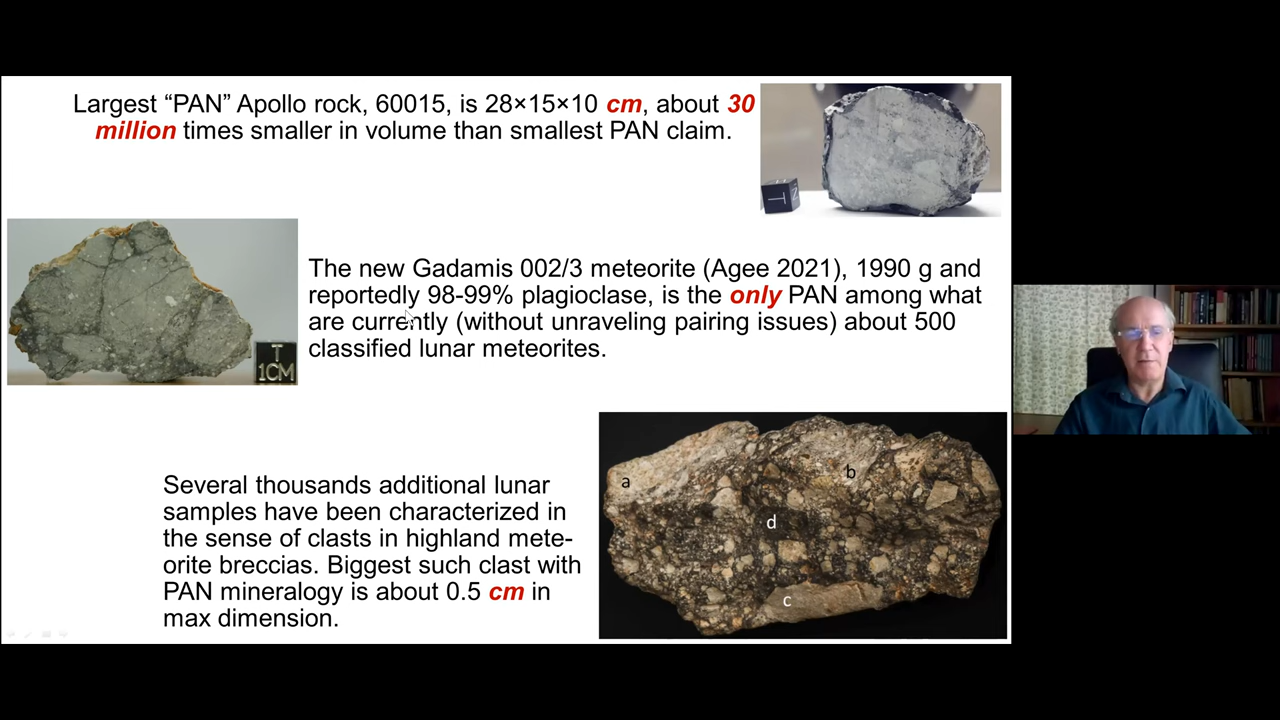 Largest “PAN” Apollo rock, 60015, is 28×15×10 cm, about 30
million times smaller in volume than smallest PAN claim.
T
N
The new Gadamis 002/3 meteorite (Agee 2021), 1990 g and
reportedly 98-99% plagioclase, is the only PAN among what
are currently (without unraveling pairing issues) about 500
classified lunar meteorites.
T
1CM
Several thousands additional lunar
samples have been characterized in
the sense of clasts in highland mete-
orite breccias. Biggest such clast with
PAN mineralogy is about 0.5 cm in
max dimension.
a
b
d
c